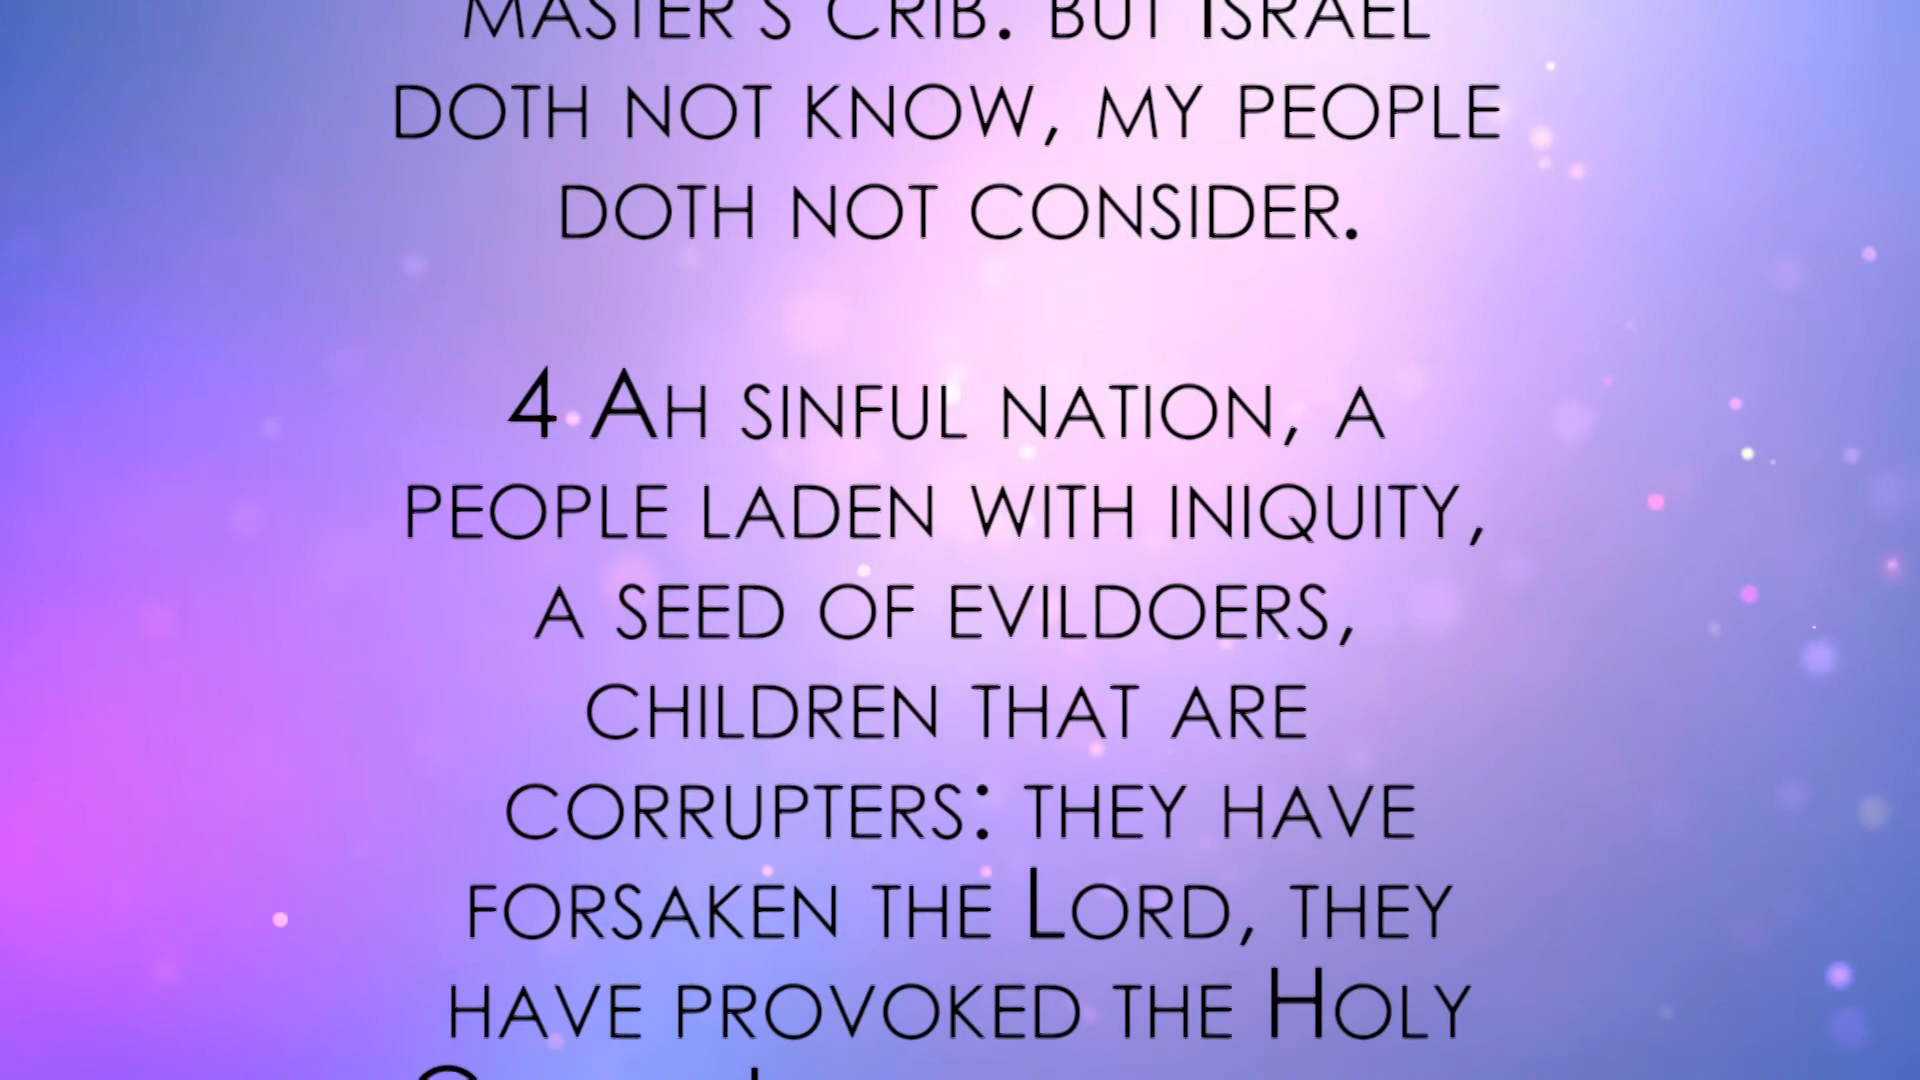 MASTER'S CRIB. BUT ISRAEL
DOTH NOT KNOW, MY PEOPLE
DOTH NOT CONSIDER.
4 AH SINFUL NATION, A
PEOPLE LADEN WITH INIQUITY,
A SEED OF EVILDOERS,
CHILDREN THAT ARE
CORRUPTERS: THEY HAVE
FORSAKEN THE LORD, THEY
HAVE PROVOKED THE HOLY